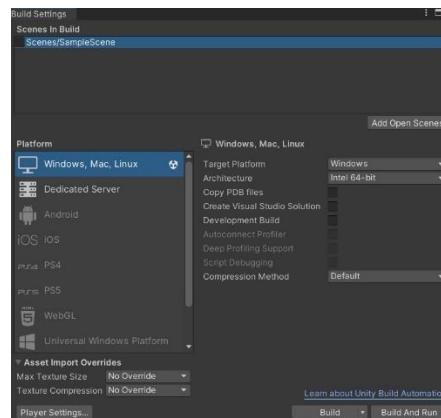 Build Settings
Scenes In Build
Scenes/SampleScene
Add Open Scenes
Platform
Windows, Mac, Linux
Dedicated Server
Android
iOS iOS
PS4 PS4
PS5 PS5
WebGL
Universal Windows Platform
Windows, Mac, Linux
Target Platform Windows
Architecture Intel 64-bit
Copy PDB files
Create Visual Studio Solution
Development Build
Autoconnect Profiler
Deep Profiling Support
Script Debugging
Compression Method Default
Asset Import Overrides
Max Texture Size No Override
Texture Compression No Override
Learn about Unity Build Automatio
Player Settings... Build Build And Run